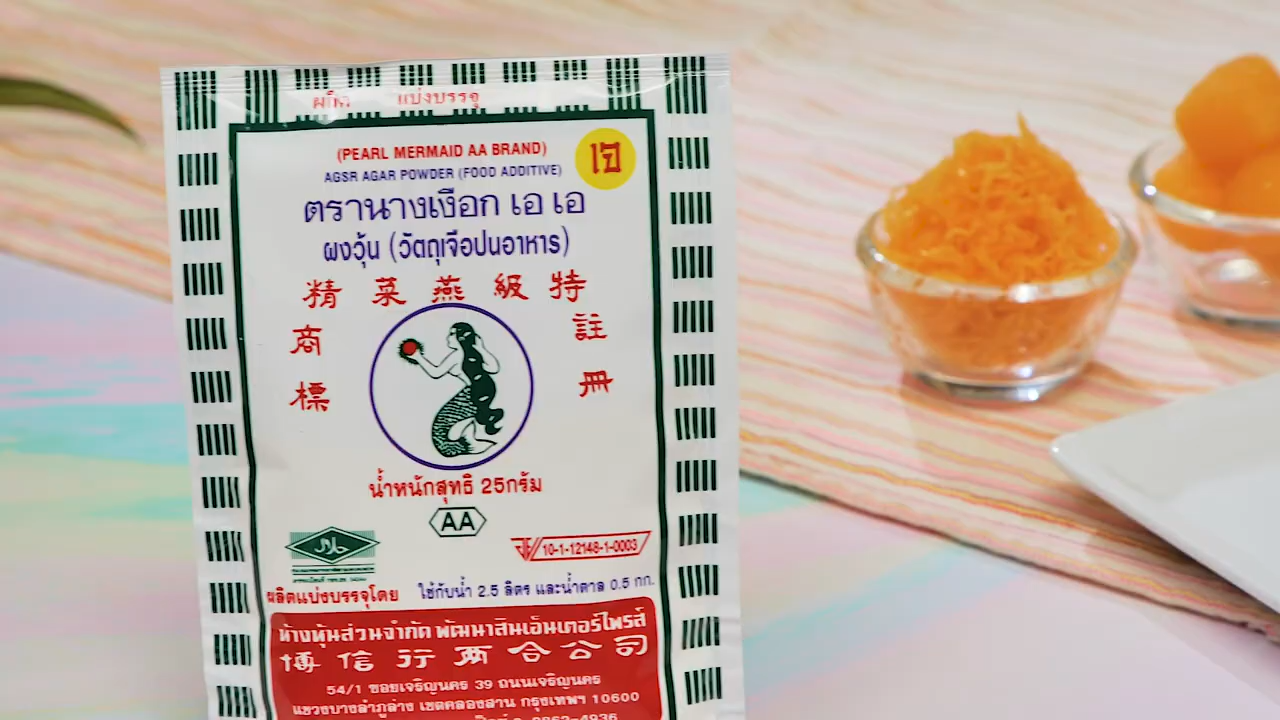 ผลิต แบ่งบรรจุ
(PEARL MERMAID AA BRAND)
เจ
AGSR AGAR POWDER (FOOD ADDITIVE)
ตรานางเงือก เอ เอ
ผงวุ้น (วัตถุเจือปนอาหาร)
精 菜 燕 級 特
商 註
標 冊
น้ำหนักสุทธิ 25กรัม
AA
10-1-12148-1-0003
ผลิตแบ่งบรรจุโดย ใช้กับน้ำ 2.5 ลิตร และน้ำตาล 0.5 กก.
ห้างหุ้นส่วนจำกัด พัฒนาสินเอ็นเตอร์ไพรส์
博 信 行 兩 合 公 司
54/1 ซอยเจริญนคร 39 ถนนเจริญนคร
แขวงบางลำภูล่าง เขตคลองสาน กรุงเทพฯ 10600